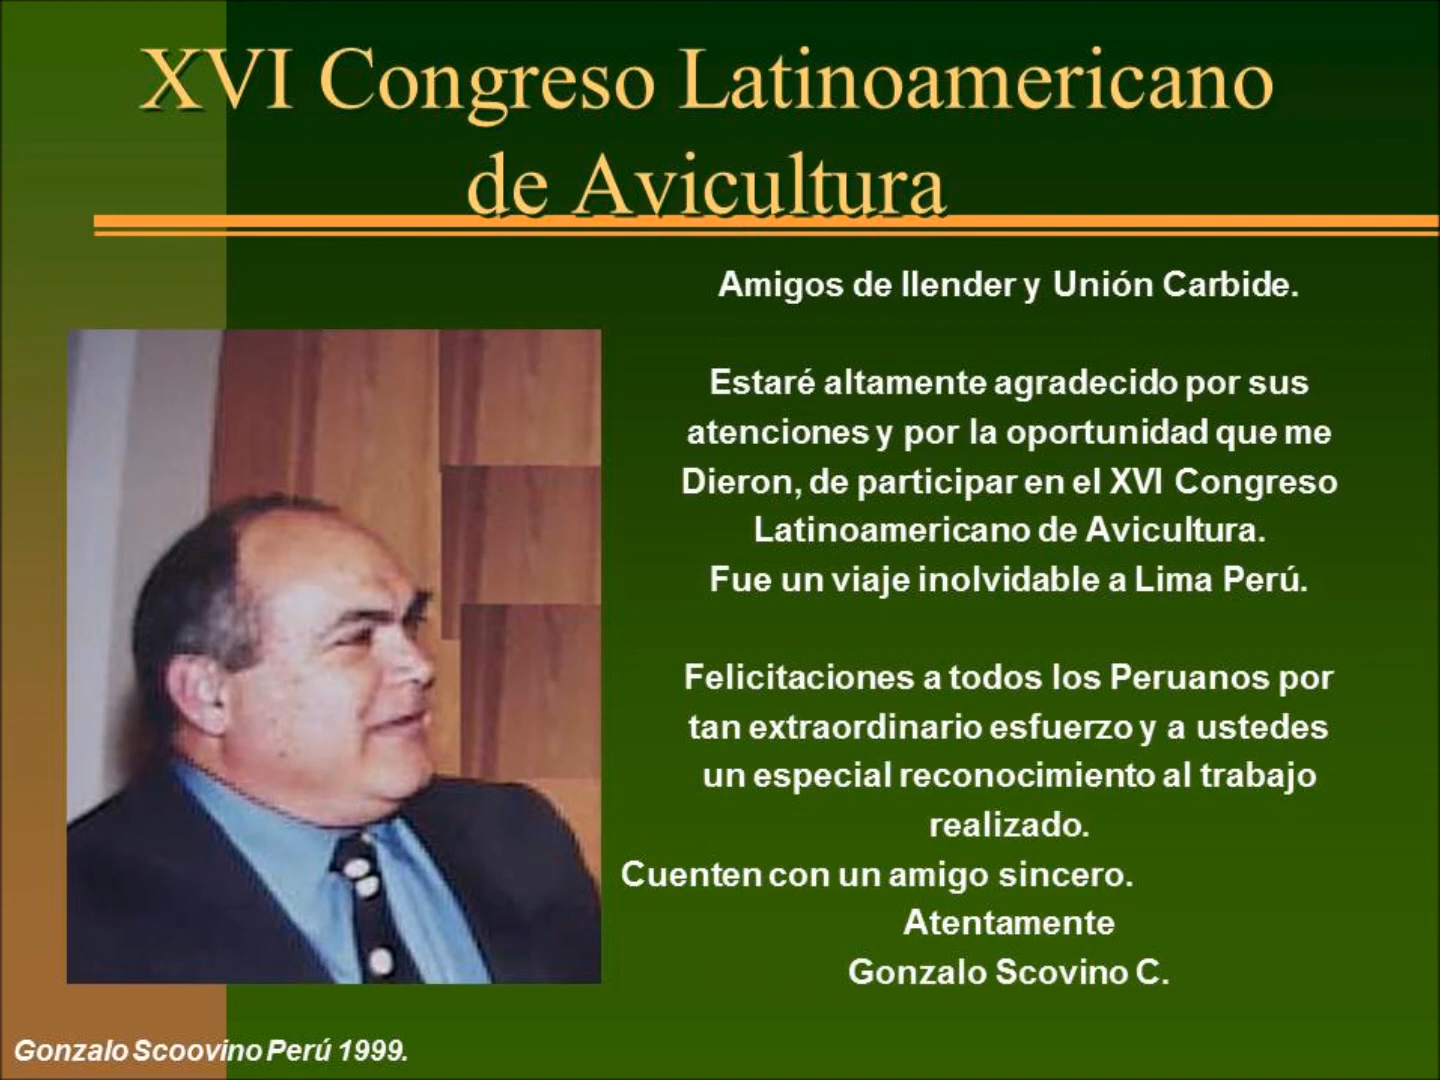 XVI Congreso Latinoamericano
de Avicultura
Amigos de Ilender y Unión Carbide.
Estaré altamente agradecido por sus
atenciones y por la oportunidad que me
Dieron, de participar en el XVI Congreso
Latinoamericano de Avicultura.
Fue un viaje inolvidable a Lima Perú.
Felicitaciones a todos los Peruanos por
tan extraordinario esfuerzo y a ustedes
un especial reconocimiento al trabajo
realizado.
Cuenten con un amigo sincero.
Atentamente
Gonzalo Scovino C.
Gonzalo Scoovino Perú 1999.